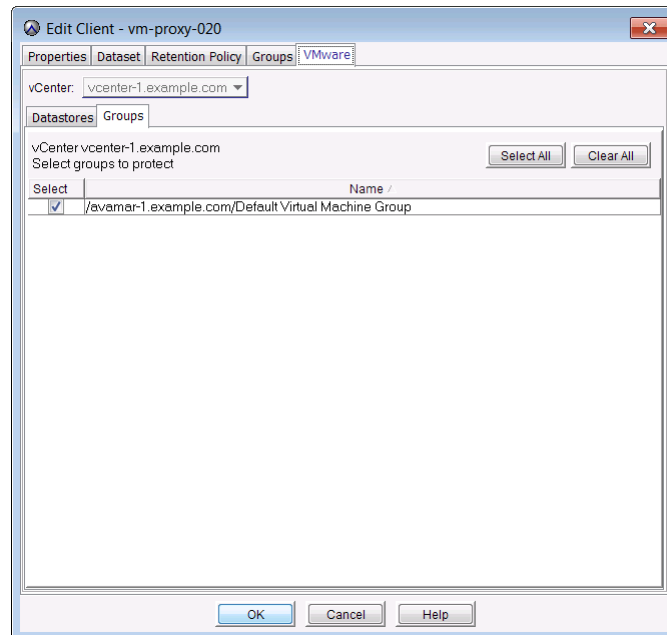 Edit Client - vm-proxy-020
Properties Dataset Retention Policy Groups VMware
vCenter: vcenter-1.example.com
Datastores Groups
vCenter vcenter-1.example.com
Select groups to protect
Select All Clear All
Select Name
/avamar-1.example.com/Default Virtual Machine Group
OK Cancel Help